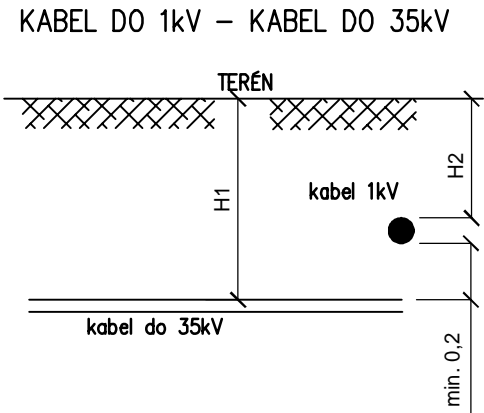 KABEL DO 1kV – KABEL DO 35kV
TERÉN
H1
H2
kabel 1kV
kabel do 35kV
min. 0,2